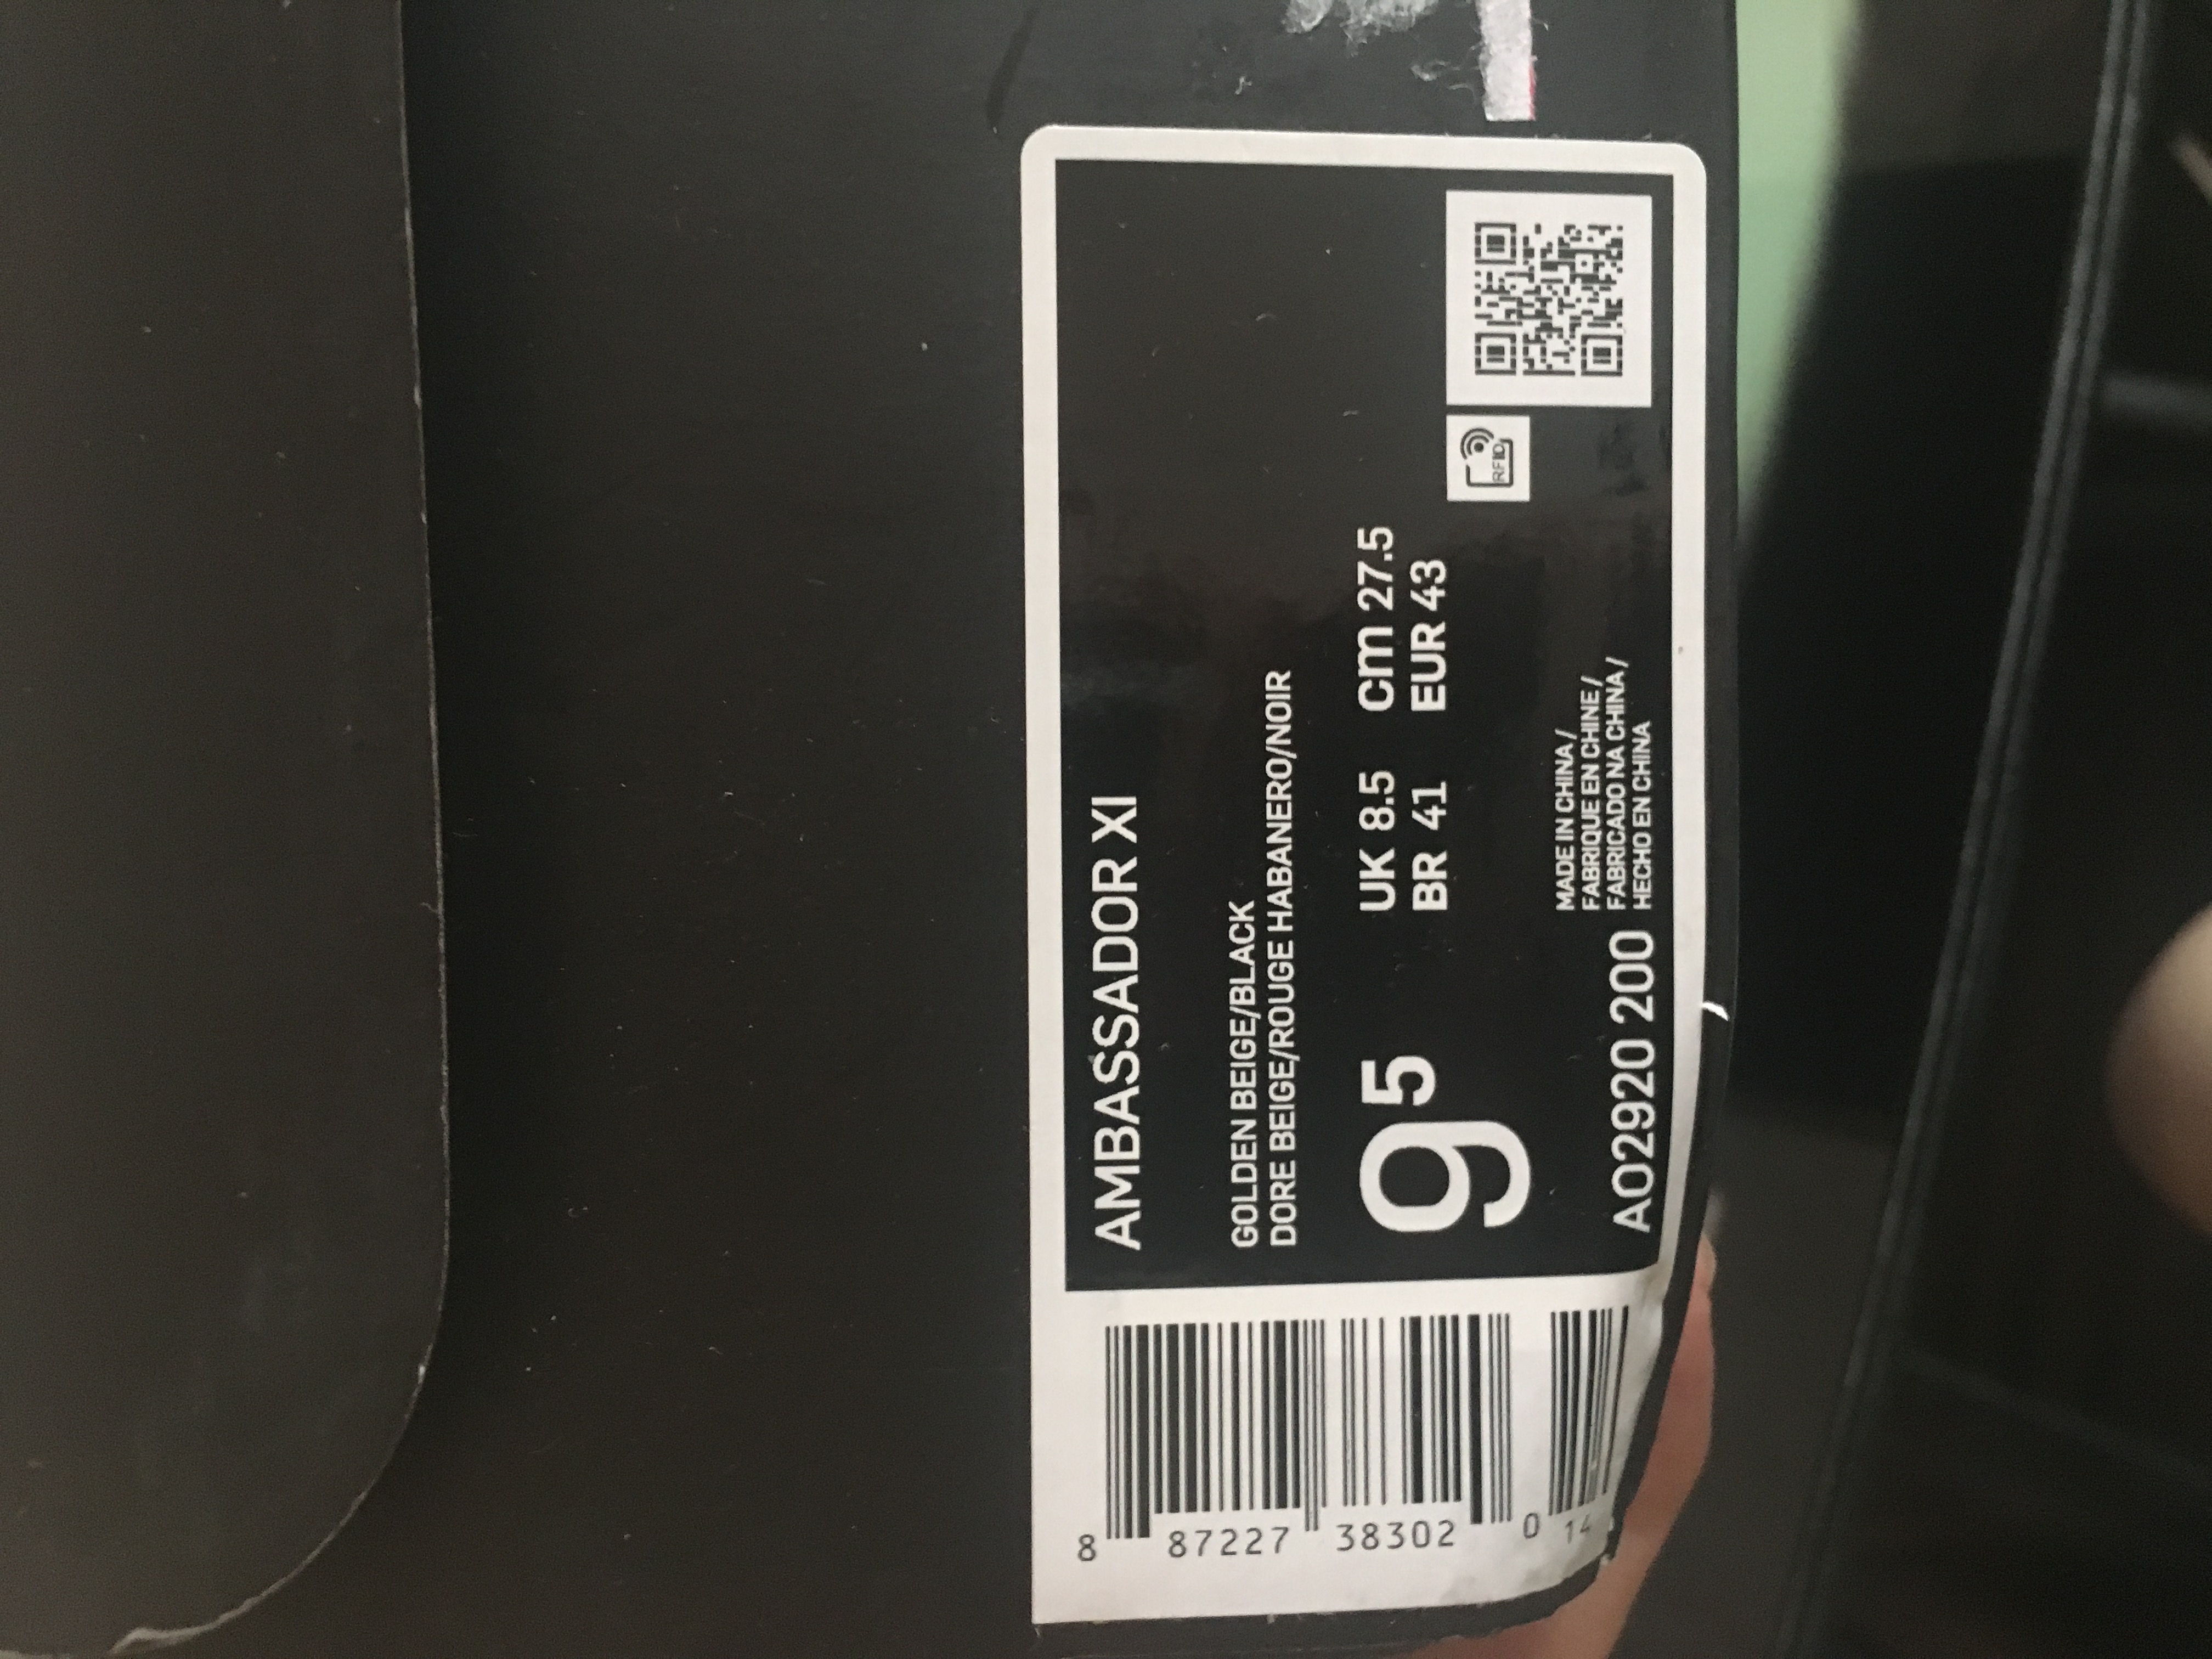 AMBASSADOR XI
GOLDEN BEIGE/BLACK
DORE BEIGE/ROUGE HABANERO/NOIR
9 5
UK 8.5 Cm 27.5
BR 41 EUR 43
RFID
AO2920 200
MADE IN CHINA /
FABRIQUE EN CHINE /
FABRICADO NA CHINA /
HECHO EN CHINA
8 87227 38302 0 14